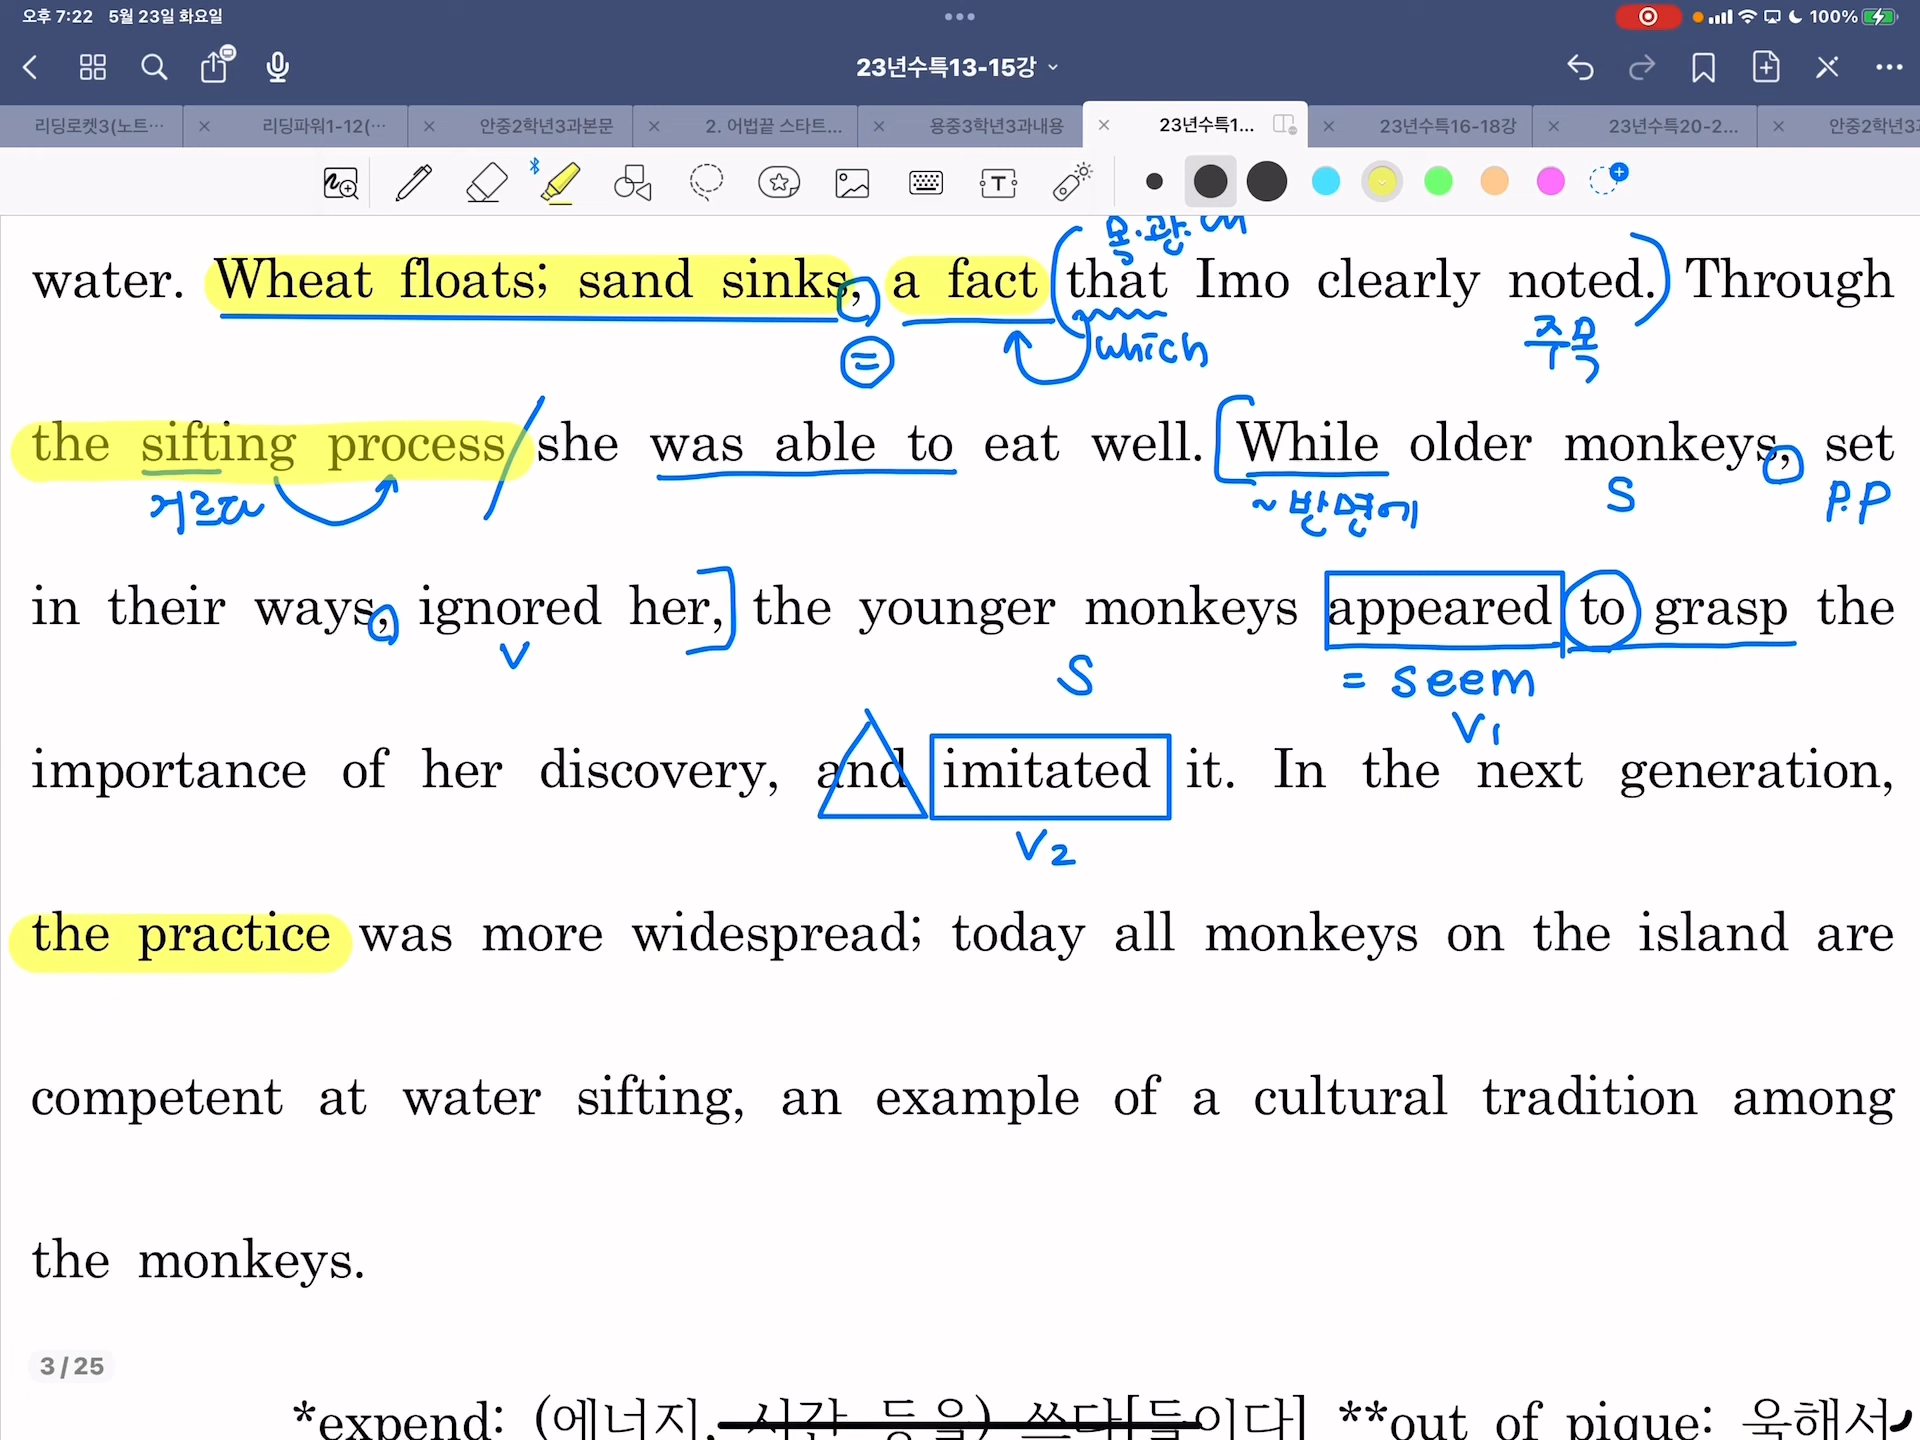 오후 7:22 5월 23일 화요일
100%
23년수특13-15강
리딩로켓3(노트…
리딩파워1-12(…
안중2학년3과본문
2. 어법끝 스타트...
용중3학년3과내용
23년수특1...
23년수특16-18강
23년수특20-2...
안중2학년3
목.관.대
water. Wheat floats; sand sinks, a fact (that Imo clearly noted.) Through
= which 주목
the sifting process / she was able to eat well. [While older monkeys, set
거르다 ~반면에 S P.P
in their ways, ignored her,] the younger monkeys appeared to grasp the
V S = seem
V1
importance of her discovery, and imitated it. In the next generation,
V2
the practice was more widespread; today all monkeys on the island are
competent at water sifting, an example of a cultural tradition among
the monkeys.
3/25
*expend: (에너지, 시간 등을) 쓰다[들이다] **out of pique: 욱해서